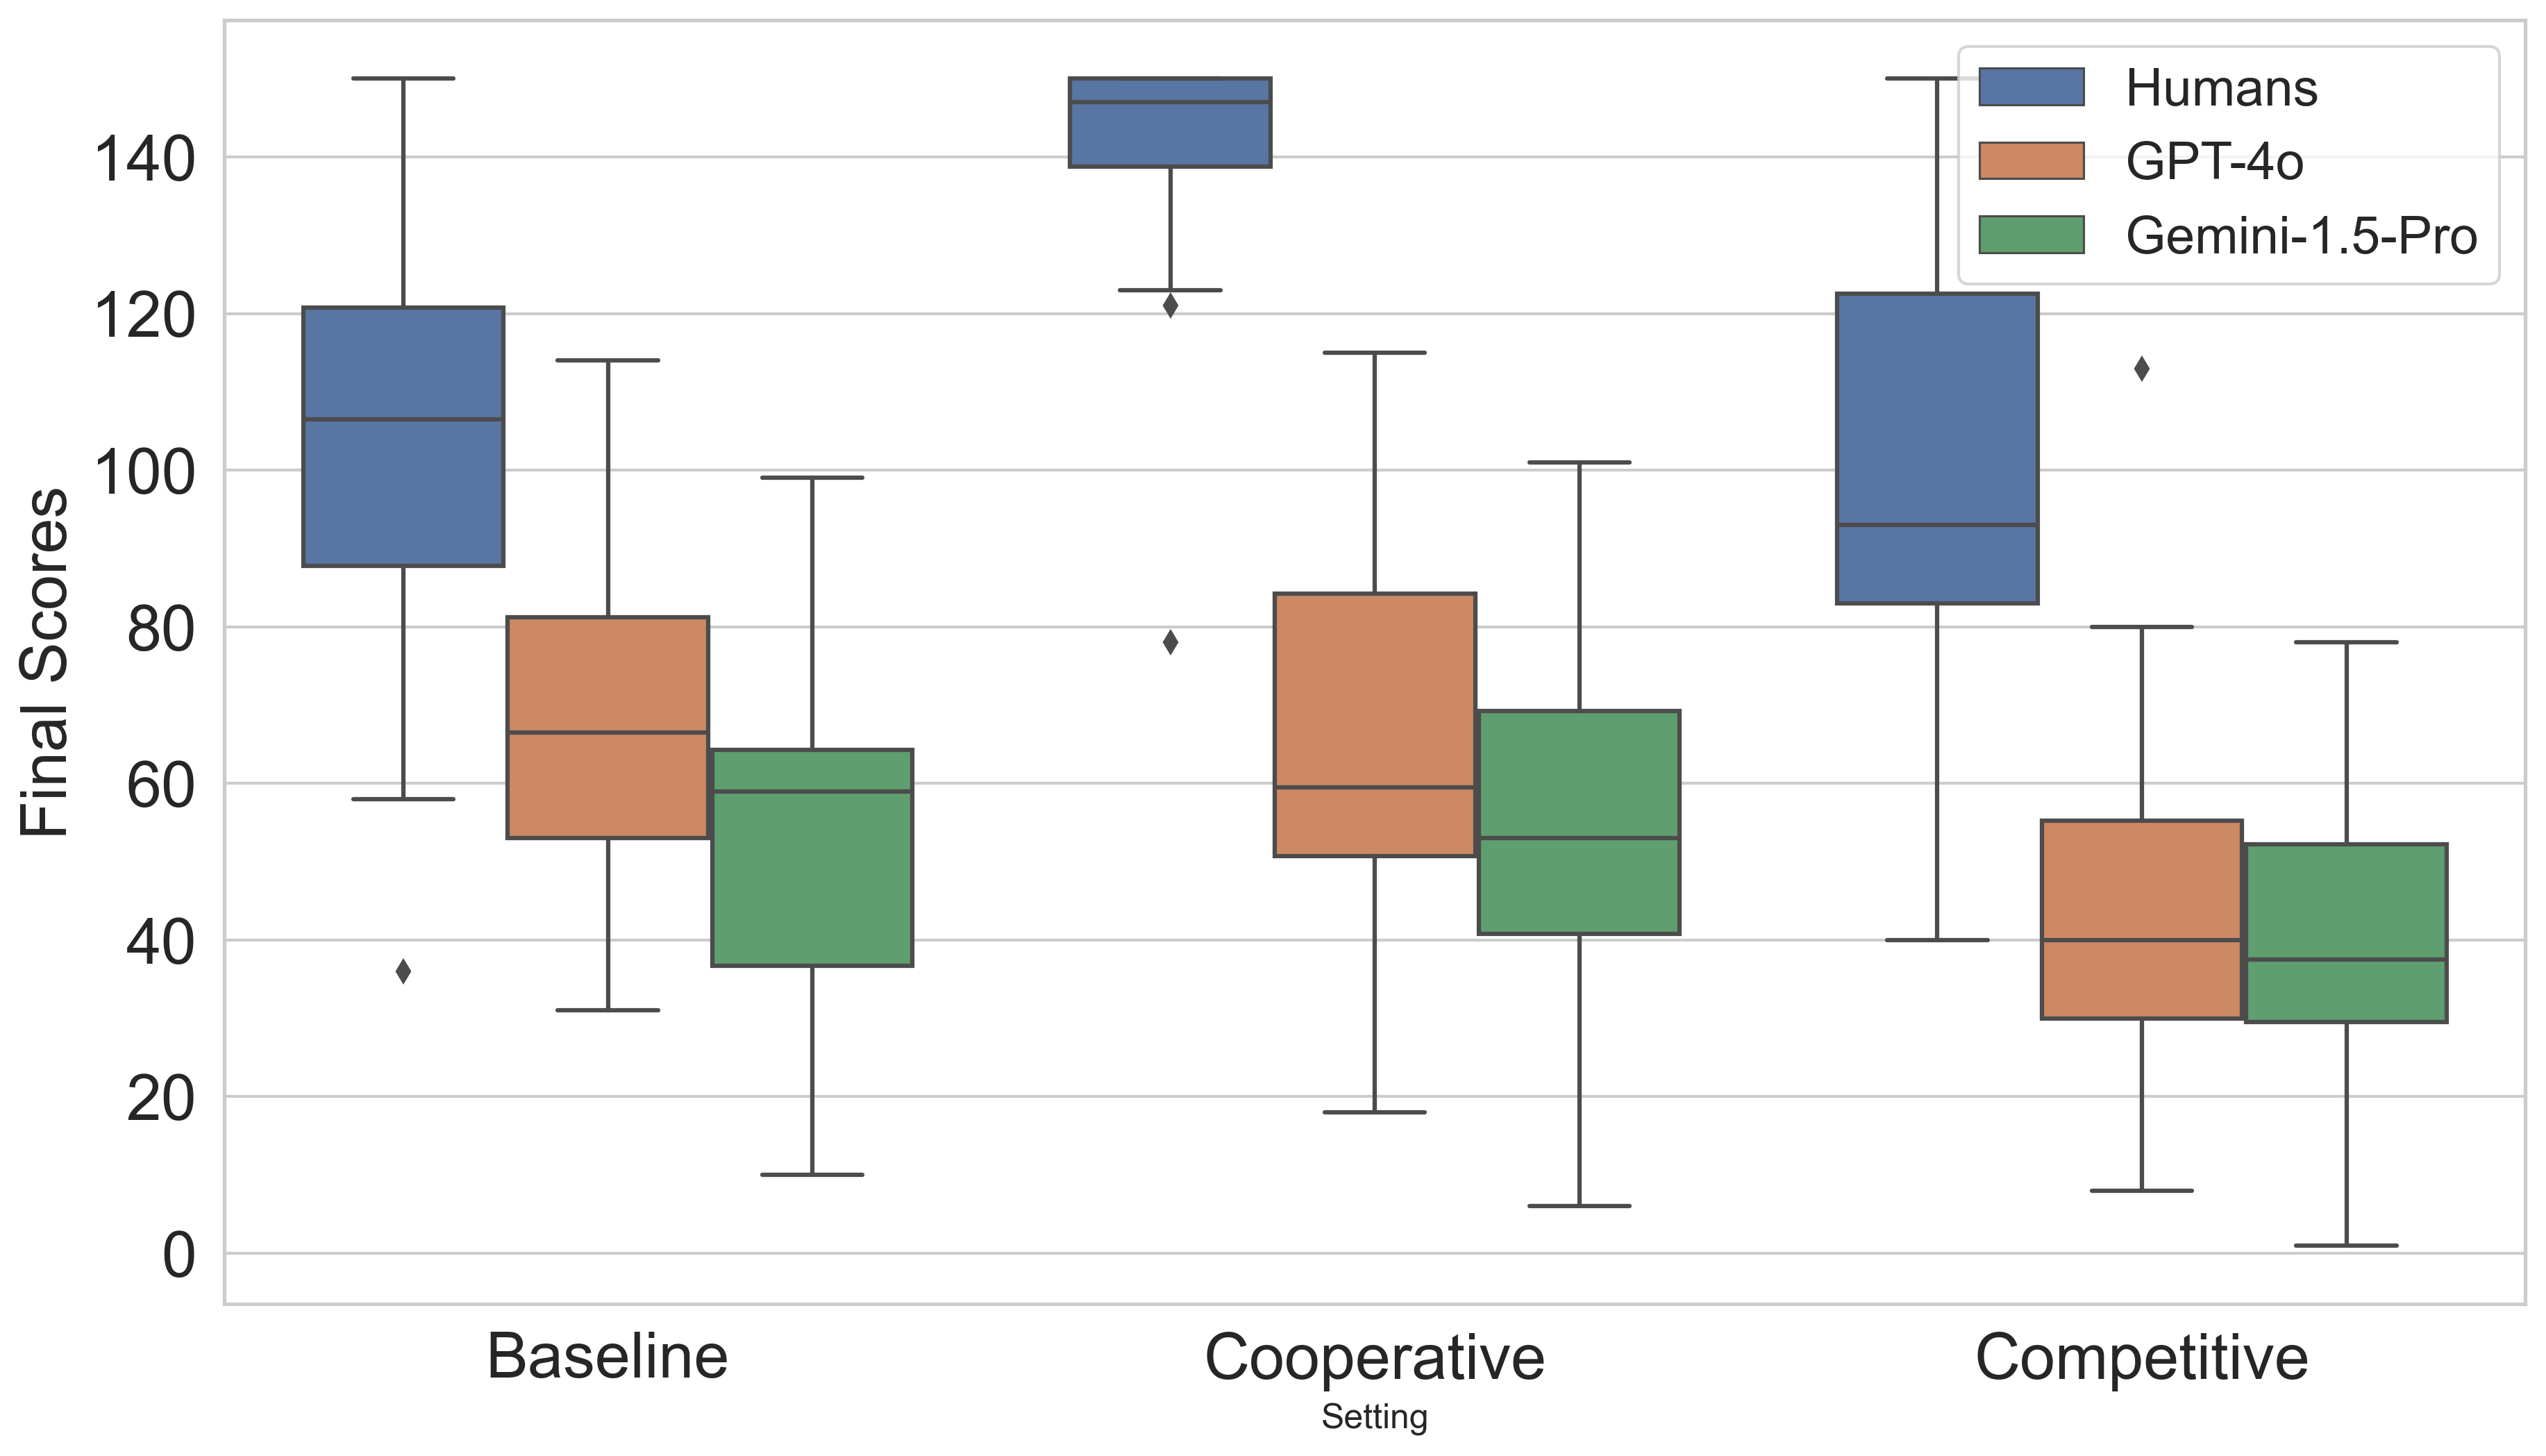 Humans
GPT-4o
Gemini-1.5-Pro
Final Scores
140
120
100
80
60
40
20
0
Baseline
Cooperative
Competitive
Setting